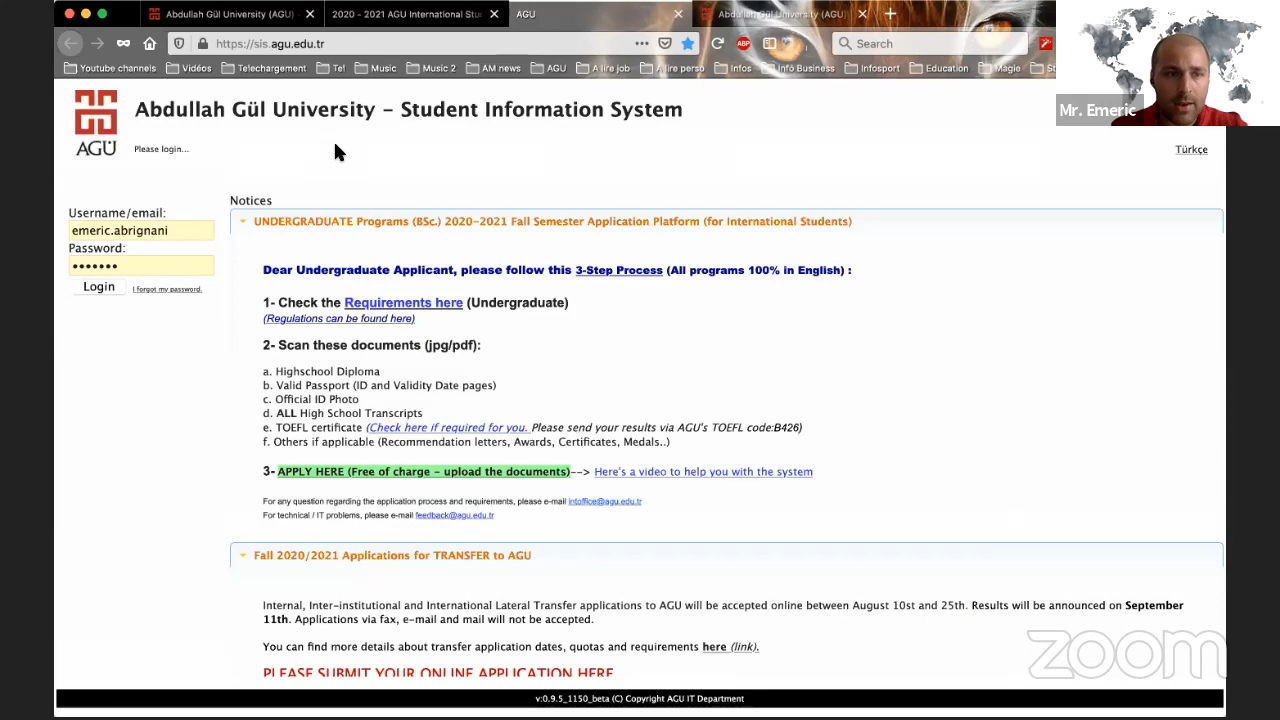 Abdullah Gül University (AGU) -
2020 - 2021 AGU International Stu
AGU
Abdullah Gül University (AGU)
https://sis.agu.edu.tr
ABP
Search
Youtube channels
Vidéos
Telechargement
Tel
Music
Music 2
AM news
AGU
A lire job
A lire perso
Infos
Info Business
Infosport
Education
Magie
St
Mr. Emeric
Abdullah Gül University - Student Information System
AGÜ
Please login...
Türkçe
Username/email:
emeric.abrignani
Password:
•••••••
Login
I forgot my password.
Notices
UNDERGRADUATE Programs (BSc.) 2020-2021 Fall Semester Application Platform (for International Students)
Dear Undergraduate Applicant, please follow this 3-Step Process (All programs 100% in English) :
1- Check the Requirements here (Undergraduate)
(Regulations can be found here)
2- Scan these documents (jpg/pdf):
a. Highschool Diploma
b. Valid Passport (ID and Validity Date pages)
c. Official ID Photo
d. ALL High School Transcripts
e. TOEFL certificate (Check here if required for you. Please send your results via AGU's TOEFL code:B426)
f. Others if applicable (Recommendation letters, Awards, Certificates, Medals..)
3- APPLY HERE (Free of charge - upload the documents)--> Here's a video to help you with the system
For any question regarding the application process and requirements, please e-mail intoffice@agu.edu.tr
For technical / IT problems, please e-mail feedback@agu.edu.tr
Fall 2020/2021 Applications for TRANSFER to AGU
Internal, Inter-institutional and International Lateral Transfer applications to AGU will be accepted online between August 10st and 25th. Results will be announced on September
11th. Applications via fax, e-mail and mail will not be accepted.
You can find more details about transfer application dates, quotas and requirements here (link).
PLEASE SUBMIT YOUR ONLINE APPLICATION HERE
zoom
v:0.9.5_1150_beta (C) Copyright AGU IT Department